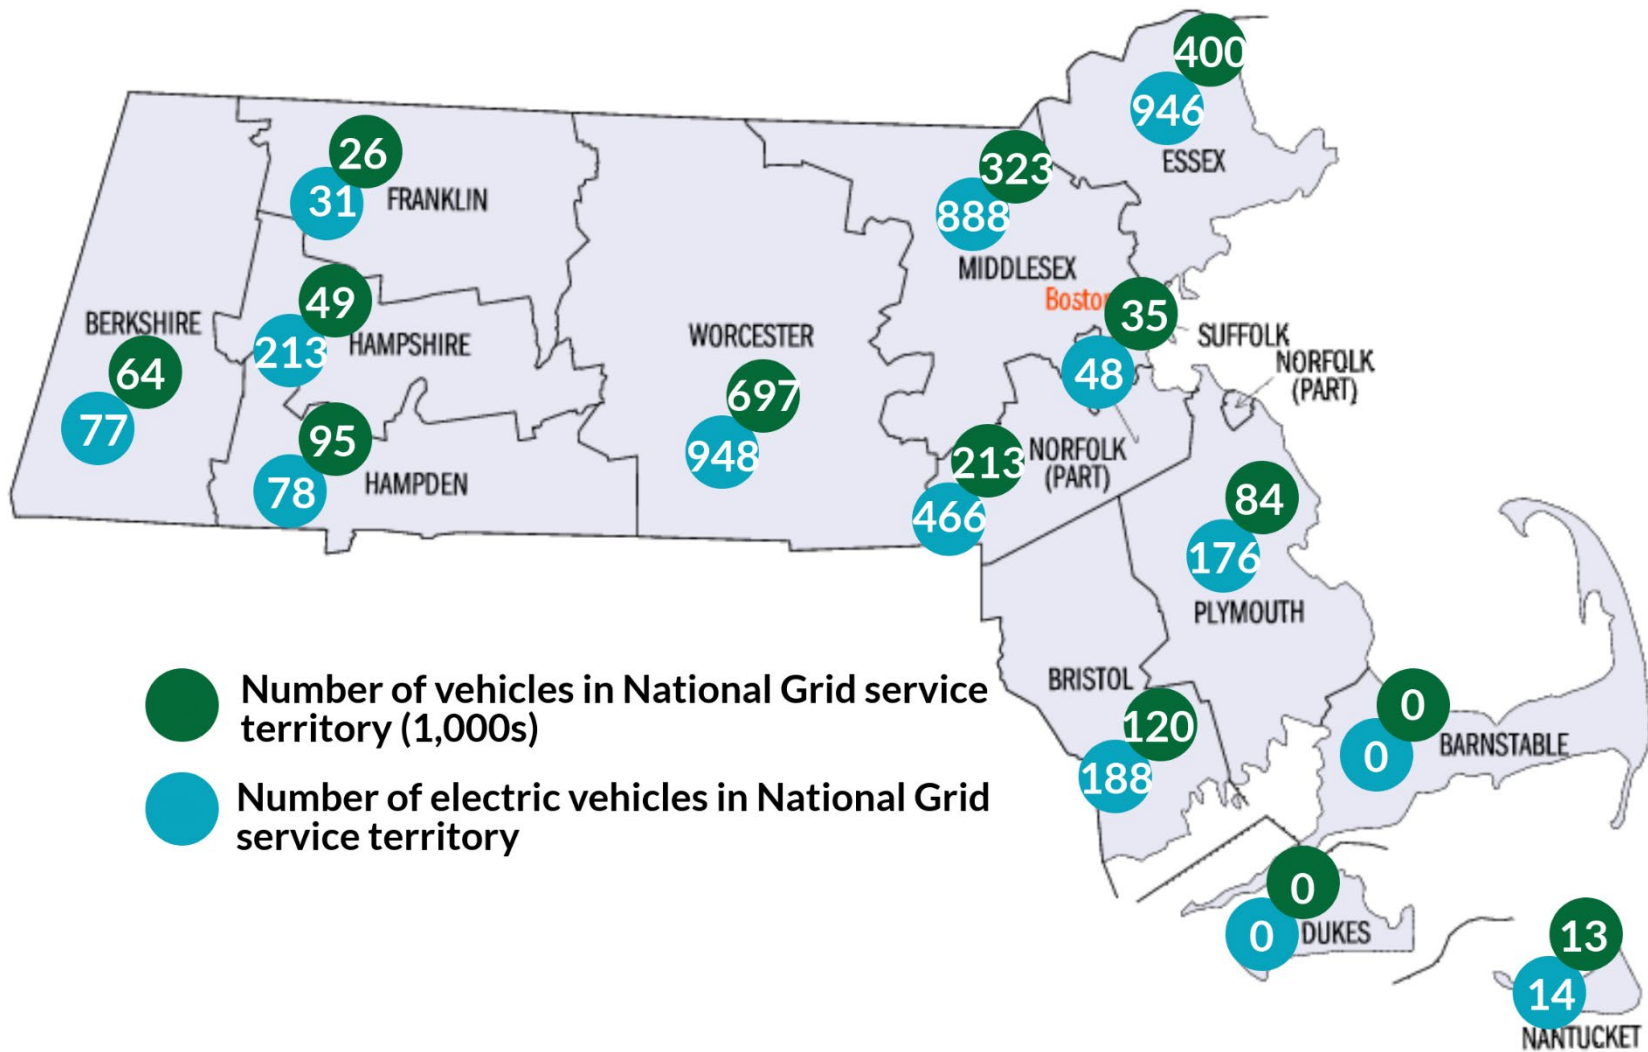 400
946
ESSEX
26
31
FRANKLIN
323
888
MIDDLESEX
Boston
35
48
SUFFOLK
NORFOLK
(PART)
49
213
HAMPSHIRE
BERKSHIRE
64
77
WORCESTER
697
948
95
78
HAMPDEN
213
466
NORFOLK
(PART)
84
176
PLYMOUTH
BRISTOL
120
188
0
0
BARNSTABLE
0
0
DUKES
13
14
NANTUCKET
Number of vehicles in National Grid service
territory (1,000s)
Number of electric vehicles in National Grid
service territory